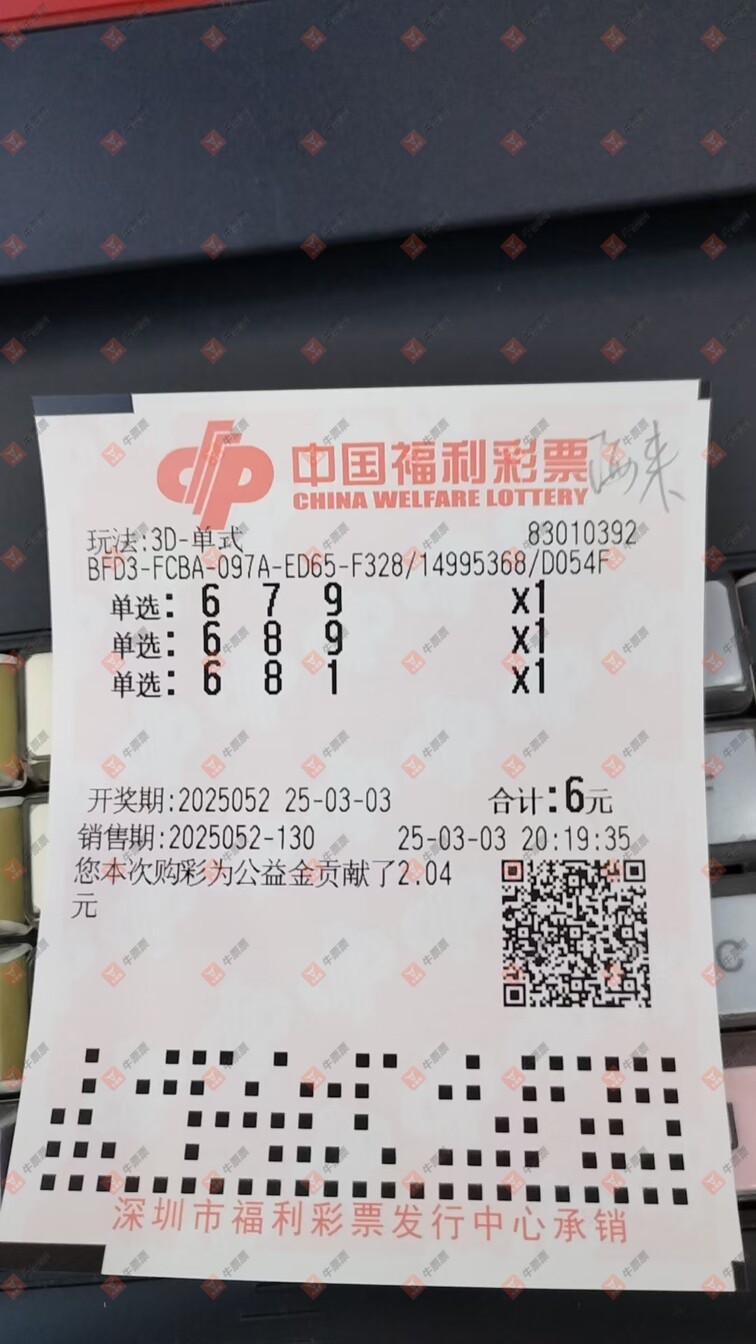 中国福利彩票
CHINA WELFARE LOTTERY
玩法:3D-单式 83010392
BFD3-FCBA-097A-ED65-F328/14995368/D054F
单选: 6 7 9 x1
单选: 6 8 9 x1
单选: 6 8 1 x1
开奖期:2025052 25-03-03 合计:6元
销售期:2025052-130 25-03-03 20:19:35
您本次购彩为公益金贡献了2.04
元
深圳市福利彩票发行中心承销
牛票票